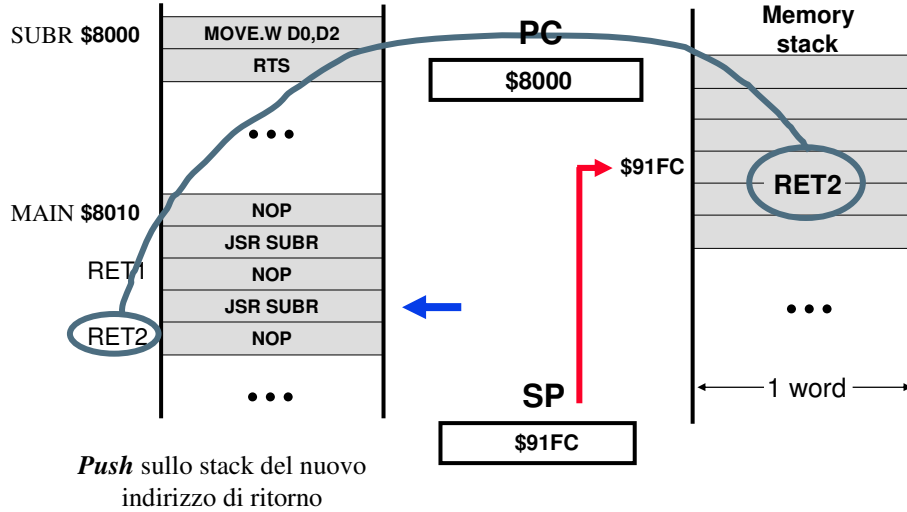 SUBR $8000
MOVE.W D0,D2
RTS
•••
MAIN $8010
NOP
JSR SUBR
RET1
NOP
JSR SUBR
RET2
NOP
•••
Push sullo stack del nuovo
indirizzo di ritorno
PC
$8000
SP
$91FC
Memory
stack
$91FC
RET2
•••
1 word